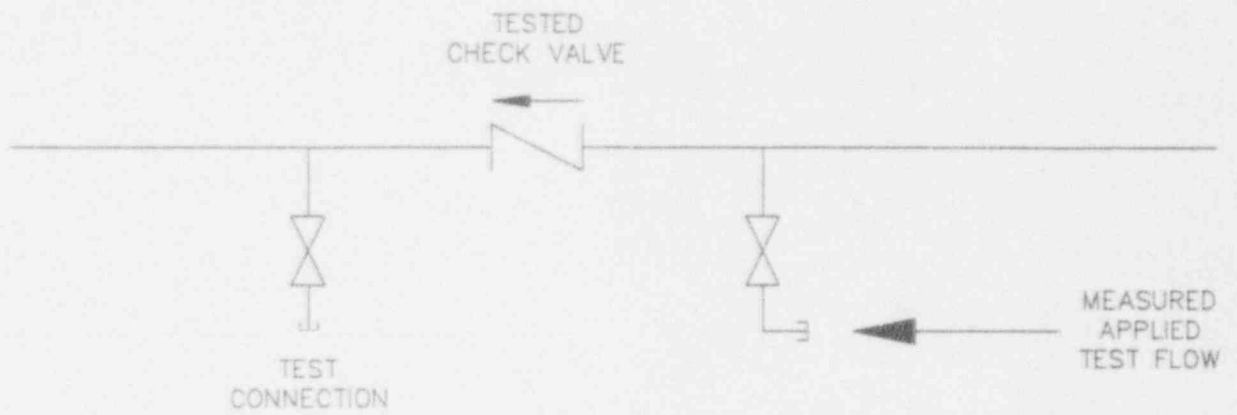 TESTED
CHECK VALVE
MEASURED
APPLIED
TEST FLOW
TEST
CONNECTION